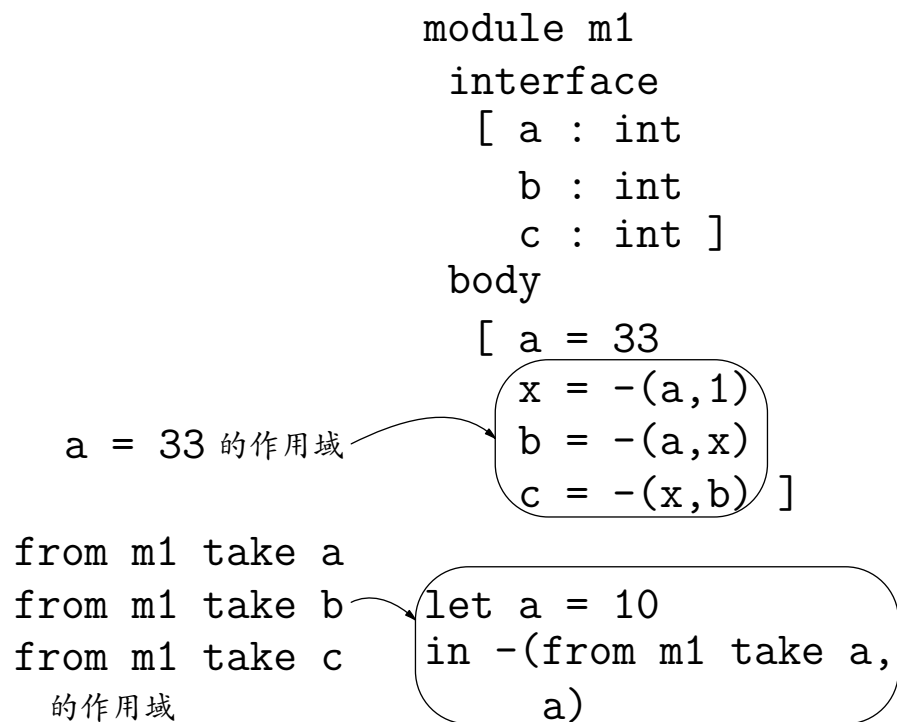 module m1
interface
[ a : int
b : int
c : int ]
body
[ a = 33
x = -(a,1)
a = 33 的作用域
b = -(a,x)
c = -(x,b) ]
from m1 take a
from m1 take b
from m1 take c
的作用域
let a = 10
in -(from m1 take a,
a)